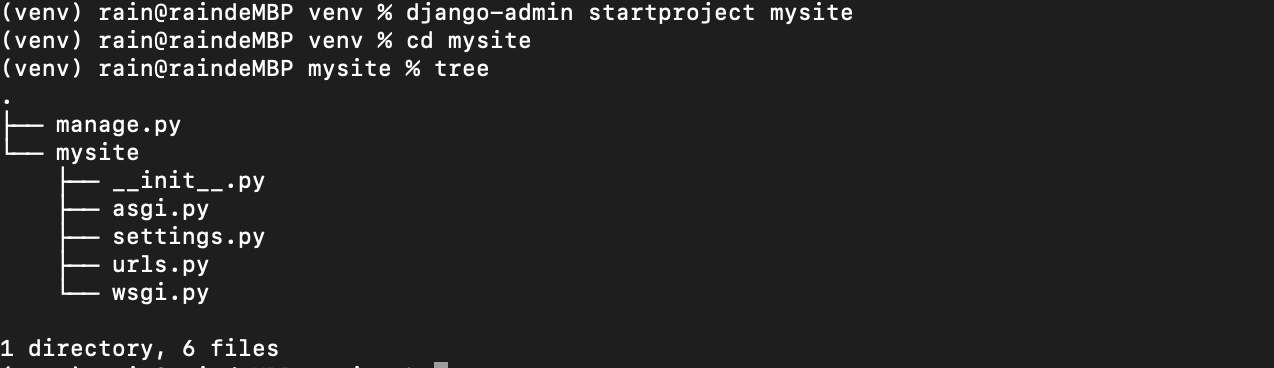 (venv) rain@raindeMBP venv % django-admin startproject mysite
(venv) rain@raindeMBP venv % cd mysite
(venv) rain@raindeMBP mysite % tree
.
├── manage.py
└── mysite
    ├── __init__.py
    ├── asgi.py
    ├── settings.py
    ├── urls.py
    └── wsgi.py
1 directory, 6 files